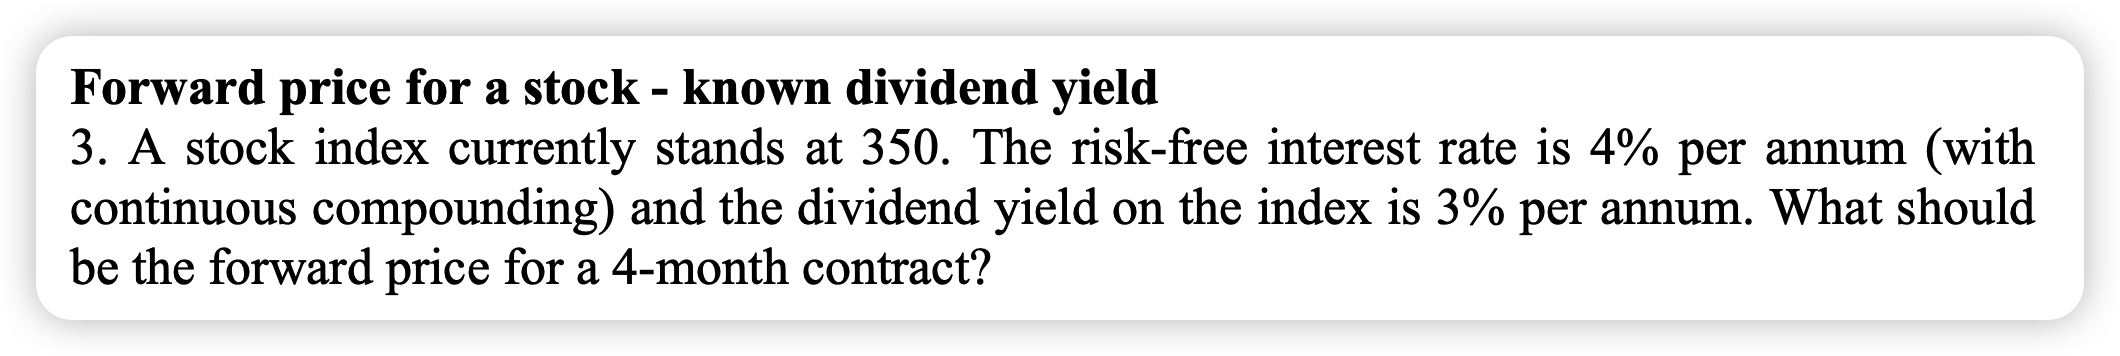 Forward price for a stock - known dividend yield
3. A stock index currently stands at 350. The risk-free interest rate is 4% per annum (with
continuous compounding) and the dividend yield on the index is 3% per annum. What should
be the forward price for a 4-month contract?